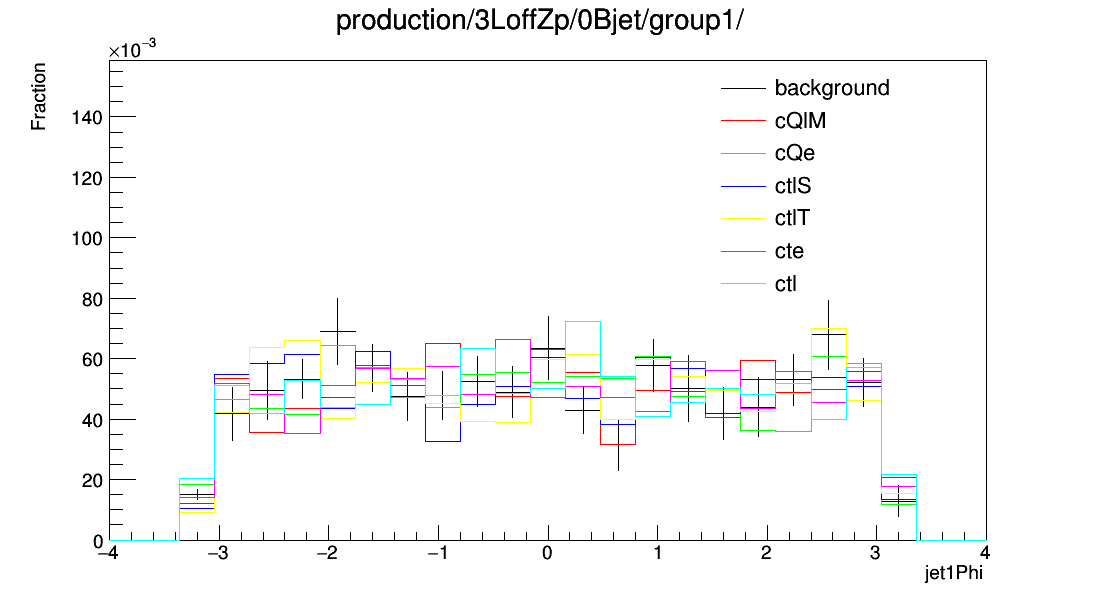 production/3LoffZp/0Bjet/group1/
×10⁻³
Fraction
140
120
100
80
60
40
20
0
−4
−3
−2
−1
0
1
2
3
4
jet1Phi
background
cQlM
cQe
ctlS
ctlT
cte
ctl